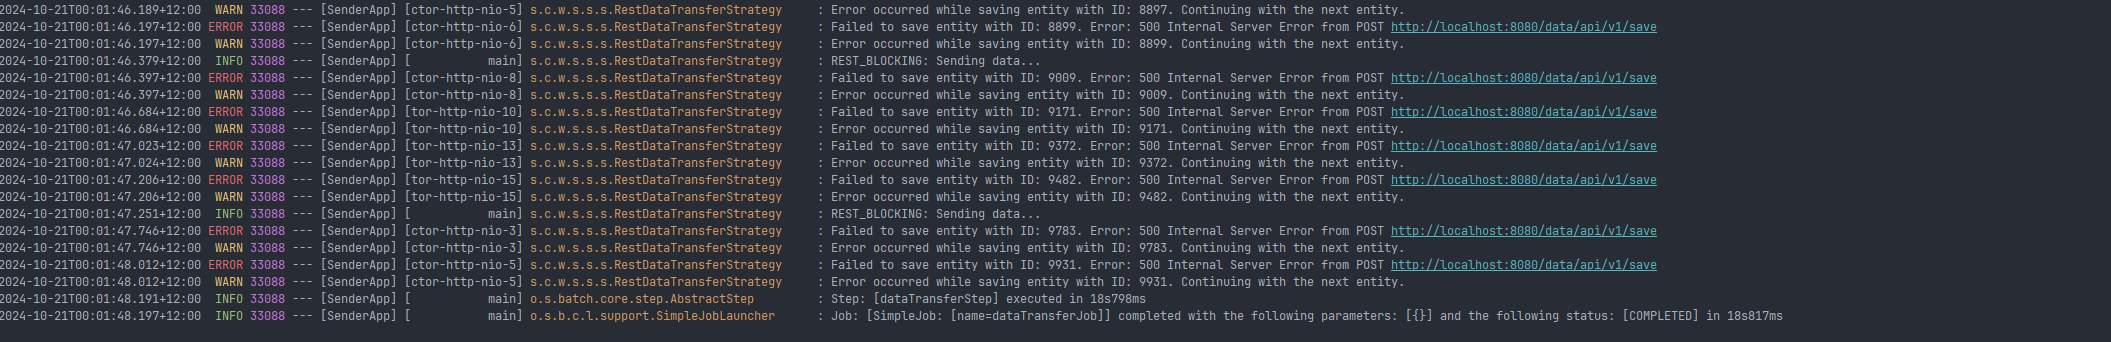 2024-10-21T00:01:46.189+12:00  WARN 33088 --- [SenderApp] [ctor-http-nio-5] s.c.w.s.s.s.RestDataTransferStrategy     : Error occurred while saving entity with ID: 8897. Continuing with the next entity.
2024-10-21T00:01:46.197+12:00 ERROR 33088 --- [SenderApp] [ctor-http-nio-6] s.c.w.s.s.s.RestDataTransferStrategy     : Failed to save entity with ID: 8899. Error: 500 Internal Server Error from POST http://localhost:8080/data/api/v1/save
2024-10-21T00:01:46.197+12:00  WARN 33088 --- [SenderApp] [ctor-http-nio-6] s.c.w.s.s.s.RestDataTransferStrategy     : Error occurred while saving entity with ID: 8899. Continuing with the next entity.
2024-10-21T00:01:46.379+12:00  INFO 33088 --- [SenderApp] [           main] s.c.w.s.s.s.RestDataTransferStrategy     : REST_BLOCKING: Sending data...
2024-10-21T00:01:46.397+12:00 ERROR 33088 --- [SenderApp] [ctor-http-nio-8] s.c.w.s.s.s.RestDataTransferStrategy     : Failed to save entity with ID: 9009. Error: 500 Internal Server Error from POST http://localhost:8080/data/api/v1/save
2024-10-21T00:01:46.397+12:00  WARN 33088 --- [SenderApp] [ctor-http-nio-8] s.c.w.s.s.s.RestDataTransferStrategy     : Error occurred while saving entity with ID: 9009. Continuing with the next entity.
2024-10-21T00:01:46.684+12:00 ERROR 33088 --- [SenderApp] [tor-http-nio-10] s.c.w.s.s.s.RestDataTransferStrategy     : Failed to save entity with ID: 9171. Error: 500 Internal Server Error from POST http://localhost:8080/data/api/v1/save
2024-10-21T00:01:46.684+12:00  WARN 33088 --- [SenderApp] [tor-http-nio-10] s.c.w.s.s.s.RestDataTransferStrategy     : Error occurred while saving entity with ID: 9171. Continuing with the next entity.
2024-10-21T00:01:47.023+12:00 ERROR 33088 --- [SenderApp] [tor-http-nio-13] s.c.w.s.s.s.RestDataTransferStrategy     : Failed to save entity with ID: 9372. Error: 500 Internal Server Error from POST http://localhost:8080/data/api/v1/save
2024-10-21T00:01:47.024+12:00  WARN 33088 --- [SenderApp] [tor-http-nio-13] s.c.w.s.s.s.RestDataTransferStrategy     : Error occurred while saving entity with ID: 9372. Continuing with the next entity.
2024-10-21T00:01:47.206+12:00 ERROR 33088 --- [SenderApp] [tor-http-nio-15] s.c.w.s.s.s.RestDataTransferStrategy     : Failed to save entity with ID: 9482. Error: 500 Internal Server Error from POST http://localhost:8080/data/api/v1/save
2024-10-21T00:01:47.206+12:00  WARN 33088 --- [SenderApp] [tor-http-nio-15] s.c.w.s.s.s.RestDataTransferStrategy     : Error occurred while saving entity with ID: 9482. Continuing with the next entity.
2024-10-21T00:01:47.251+12:00  INFO 33088 --- [SenderApp] [           main] s.c.w.s.s.s.RestDataTransferStrategy     : REST_BLOCKING: Sending data...
2024-10-21T00:01:47.746+12:00 ERROR 33088 --- [SenderApp] [ctor-http-nio-3] s.c.w.s.s.s.RestDataTransferStrategy     : Failed to save entity with ID: 9783. Error: 500 Internal Server Error from POST http://localhost:8080/data/api/v1/save
2024-10-21T00:01:47.746+12:00  WARN 33088 --- [SenderApp] [ctor-http-nio-3] s.c.w.s.s.s.RestDataTransferStrategy     : Error occurred while saving entity with ID: 9783. Continuing with the next entity.
2024-10-21T00:01:48.012+12:00 ERROR 33088 --- [SenderApp] [ctor-http-nio-5] s.c.w.s.s.s.RestDataTransferStrategy     : Failed to save entity with ID: 9931. Error: 500 Internal Server Error from POST http://localhost:8080/data/api/v1/save
2024-10-21T00:01:48.012+12:00  WARN 33088 --- [SenderApp] [ctor-http-nio-5] s.c.w.s.s.s.RestDataTransferStrategy     : Error occurred while saving entity with ID: 9931. Continuing with the next entity.
2024-10-21T00:01:48.191+12:00  INFO 33088 --- [SenderApp] [           main] o.s.batch.core.step.AbstractStep         : Step: [dataTransferStep] executed in 18s798ms
2024-10-21T00:01:48.197+12:00  INFO 33088 --- [SenderApp] [           main] o.s.b.c.l.support.SimpleJobLauncher      : Job: [SimpleJob: [name=dataTransferJob]] completed with the following parameters: [{}] and the following status: [COMPLETED] in 18s817ms